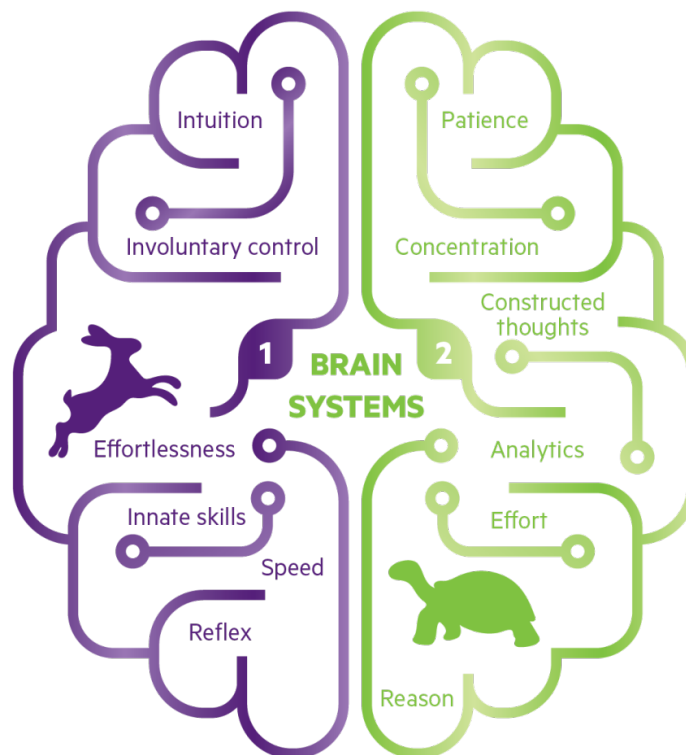 Intuition
Involuntary control
1
Effortlessness
Innate skills
Speed
Reflex
BRAIN
SYSTEMS
Patience
Concentration
Constructed
thoughts
2
Analytics
Effort
Reason